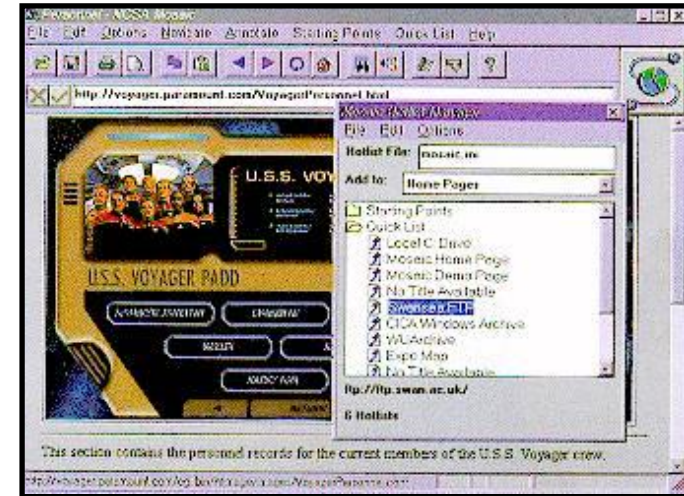 Personnel - NCSA Mosaic
File Edit Options Navigate Annotate Starting Points Quick List Help
http://voyager.paramount.com/VoyagerPersonnel.html
Mosaic Hotlist Manager
File Edit Options
Hotlist File: mosaic.ini
Add to: Home Pages
Starting Points
Quick List
Local C: Drive
Mosaic Home Page
Mosaic Demo Page
No Title Available
Swansea FTP
CICA Windows Archive
WUArchive
Expo Map
No Title Available
ftp://ftp.swan.ac.uk/
6 Hotlists
U.S.S. VOY
U.S.S. VOYAGER PADD
This section contains the personnel records for the current members of the U.S.S. Voyager crew.